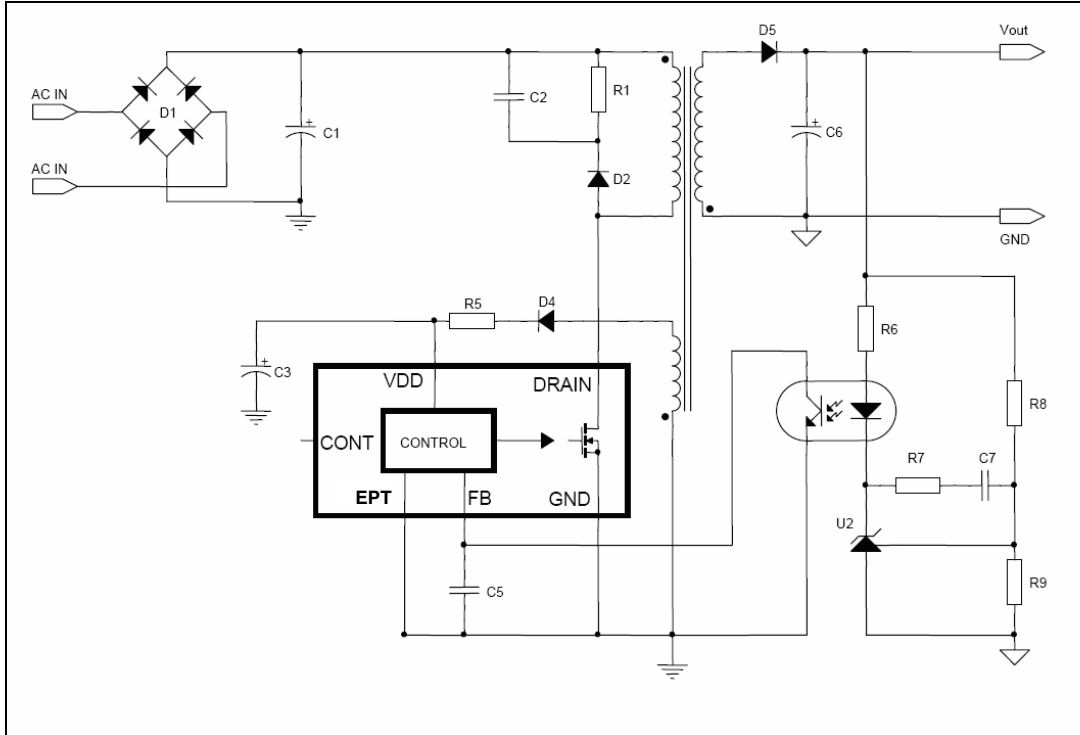 D5
Vout
AC IN
D1
C1
C2
R1
C6
AC IN
D2
GND
R5
D4
R6
C3
VDD
DRAIN
R8
CONT
CONTROL
R7
C7
EPT
FB
GND
U2
C5
R9